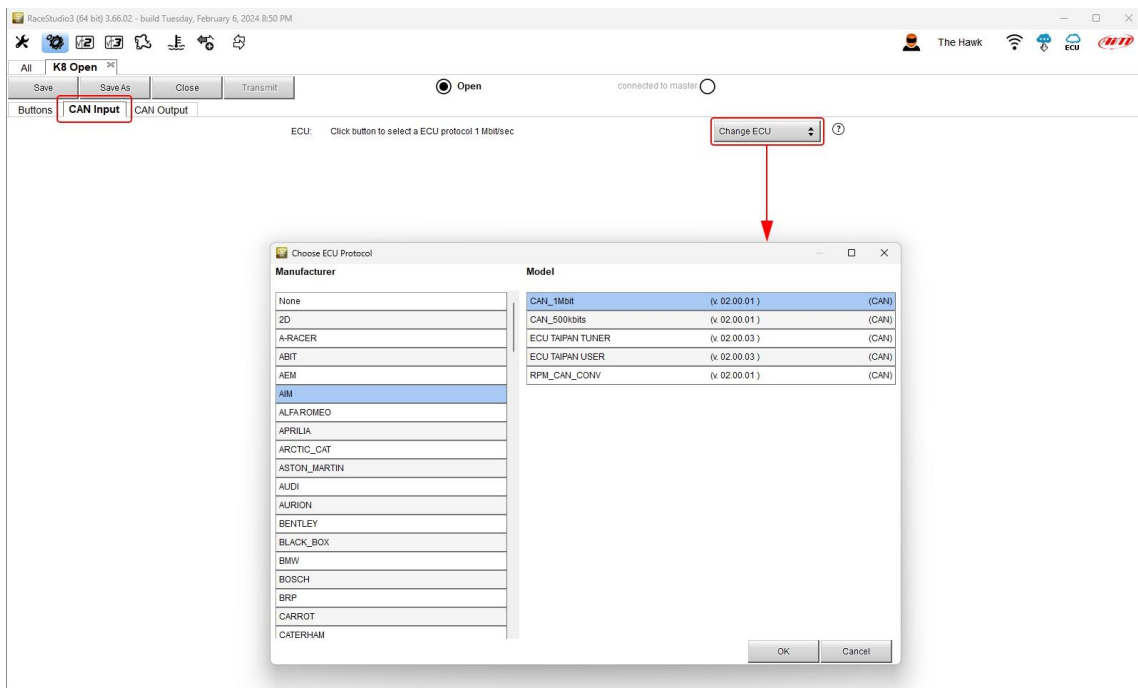 RaceStudio3 (64 bit) 3.66.02 - build Tuesday, February 6, 2024 8:50 PM
The Hawk ECU AiM
All K8 Open
Save Save As Close Transmit Open connected to master
Buttons CAN Input CAN Output
ECU: Click button to select a ECU protocol 1 Mbit/sec Change ECU ?
Choose ECU Protocol
Manufacturer Model
None CAN_1Mbit (v. 02.00.01 ) (CAN)
2D CAN_500kbits (v. 02.00.01 ) (CAN)
A-RACER ECU TAIPAN TUNER (v. 02.00.03 ) (CAN)
ABIT ECU TAIPAN USER (v. 02.00.03 ) (CAN)
AEM RPM_CAN_CONV (v. 02.00.01 ) (CAN)
AIM
ALFA ROMEO
APRILIA
ARCTIC_CAT
ASTON_MARTIN
AUDI
AURION
BENTLEY
BLACK_BOX
BMW
BOSCH
BRP
CARROT
CATERHAM
OK Cancel